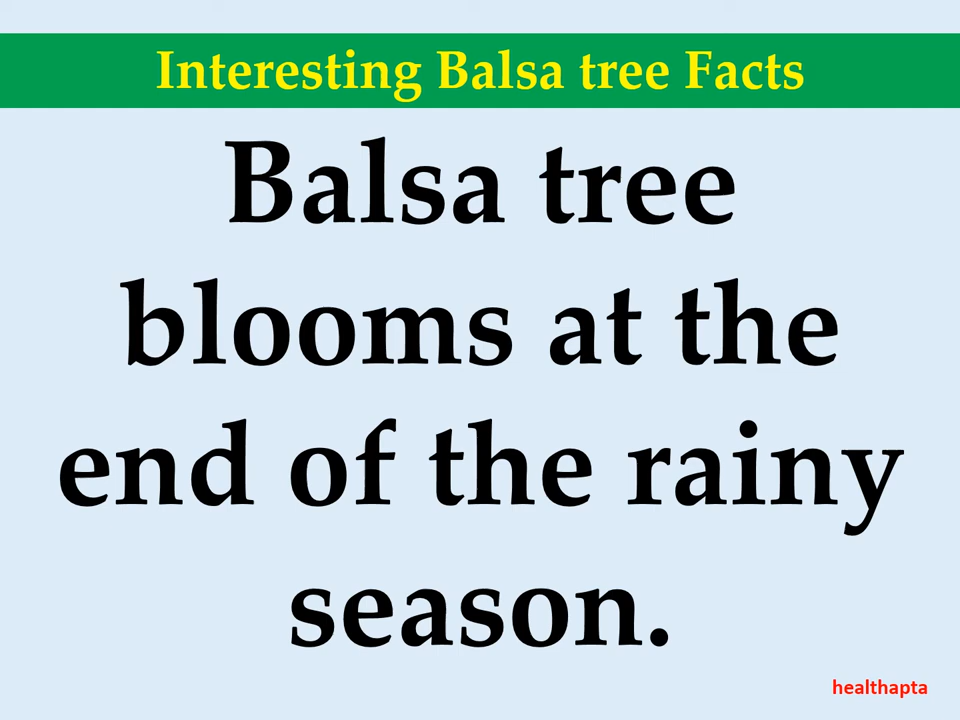 Interesting Balsa tree Facts
Balsa tree
blooms at the
end of the rainy
season.
healthapta